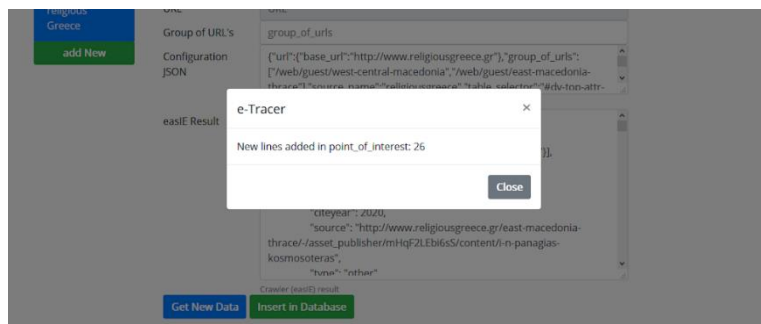 religious
Greece
add New
URL
URL
Group of URL's
group_of_urls
Configuration
JSON
{"url":{"base_url":"http://www.religiousgreece.gr"},"group_of_urls":
["/web/guest/west-central-macedonia","/web/guest/east-macedonia-
thrace"],"source_name":"religiousgreece","table_selector":"#dv-top-attr-
easIE Result
e-Tracer
×
New lines added in point_of_interest: 26
Close
"}],
"citeyear": 2020,
"source": "http://www.religiousgreece.gr/east-macedonia-
thrace/-/asset_publisher/mHqF2LEbi6sS/content/i-n-panagias-
kosmosoteras",
"type": "other"
Crawler (easIE) result
Get New Data
Insert in Database